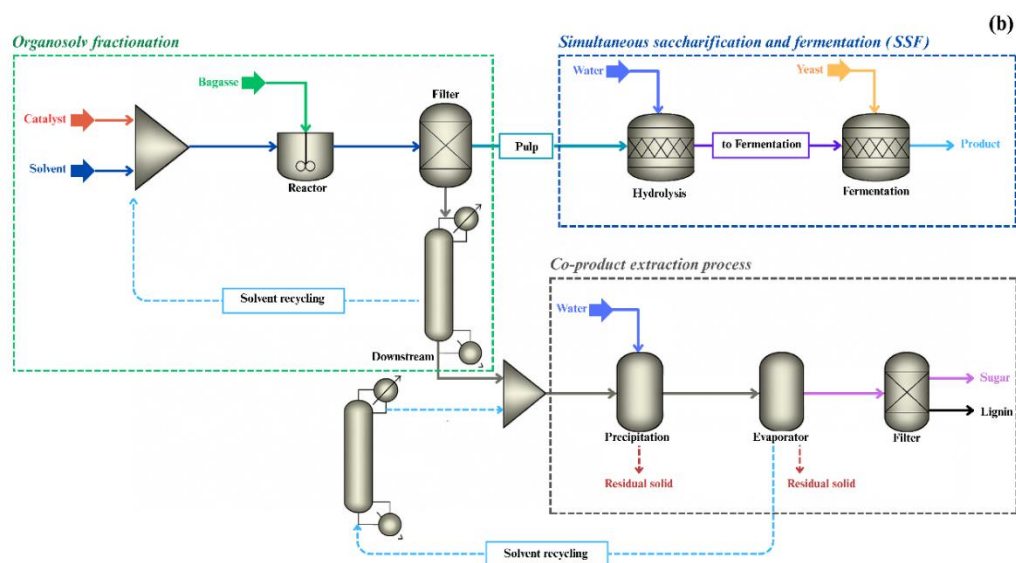 (b)
Organosolv fractionation
Simultaneous saccharification and fermentation (SSF)
Bagasse
Filter
Water
Yeast
Catalyst
Solvent
Reactor
Pulp
Hydrolysis
to Fermentation
Fermentation
Product
Solvent recycling
Downstream
Co-product extraction process
Water
Precipitation
Evaporator
Filter
Sugar
Lignin
Residual solid
Residual solid
Solvent recycling